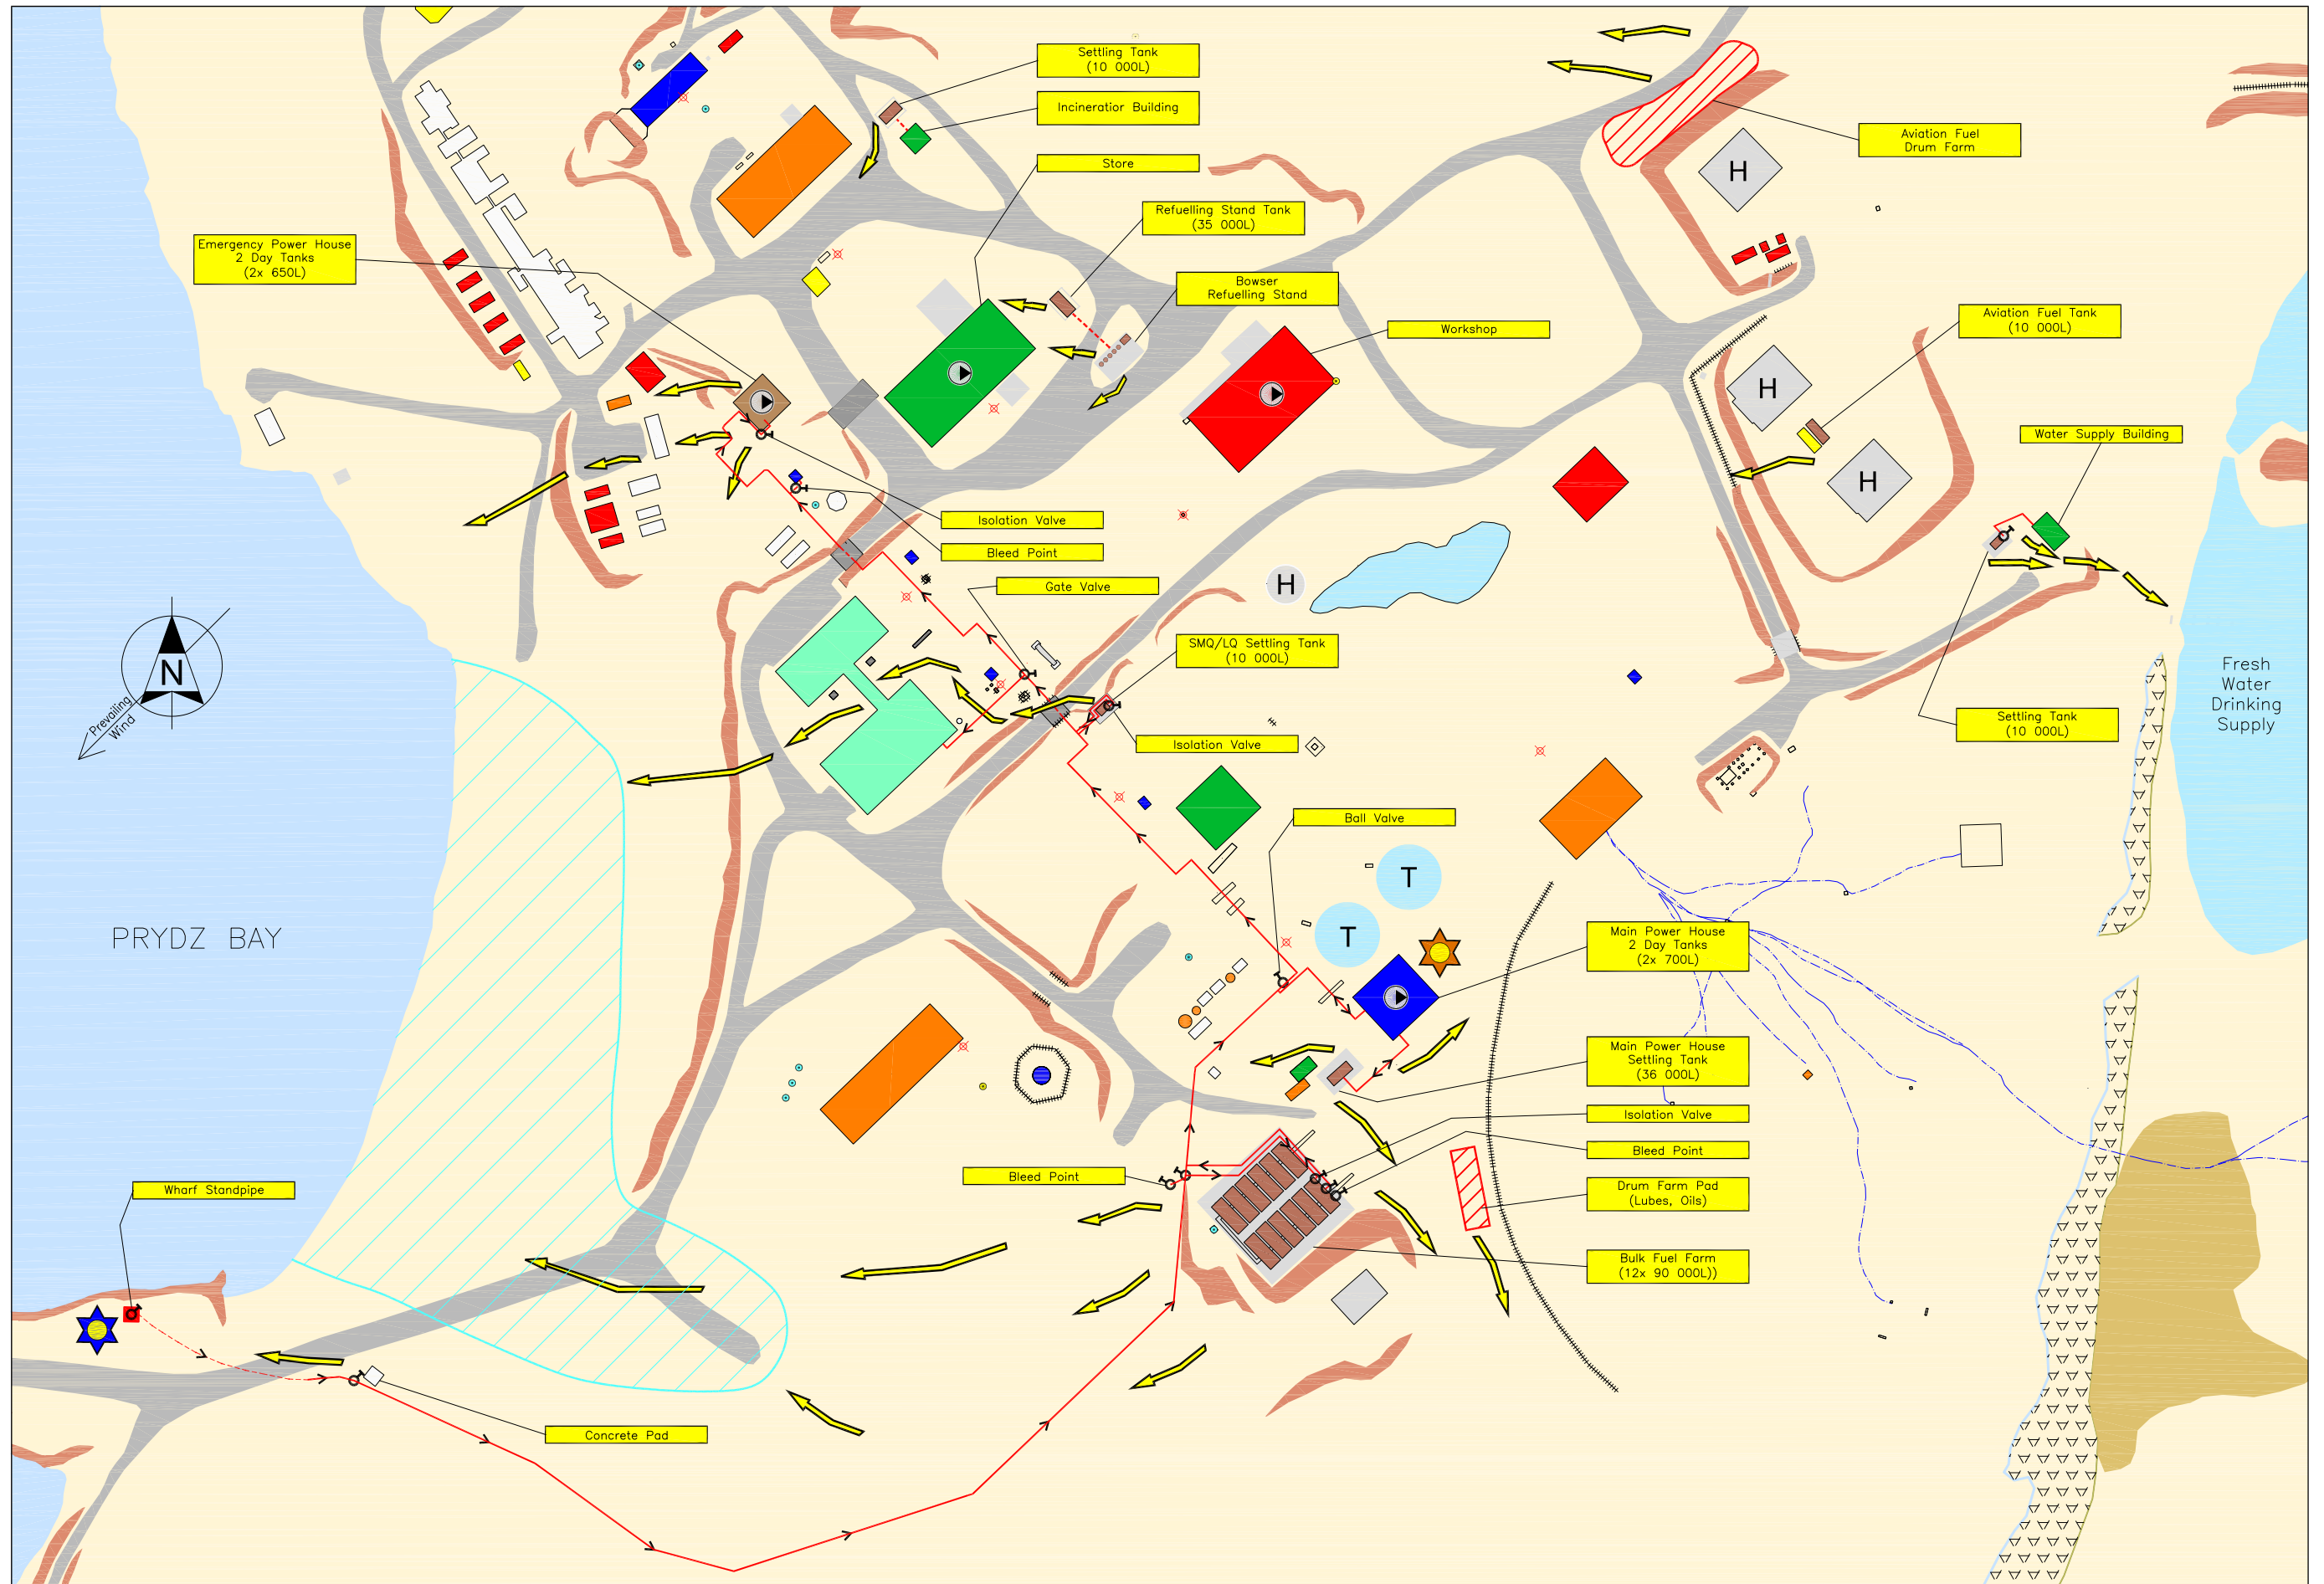 Settling Tank
(10 000L)
Incineratior Building
Store
Aviation Fuel
Drum Farm
H
Refuelling Stand Tank
(35 000L)
Emergency Power House
2 Day Tanks
(2x 650L)
Bowser
Refuelling Stand
Workshop
Aviation Fuel Tank
(10 000L)
H
Water Supply Building
H
Isolation Valve
Bleed Point
Gate Valve
H
SMQ/LQ Settling Tank
(10 000L)
N
Prevailing
Wind
Fresh
Water
Drinking
Supply
Settling Tank
(10 000L)
Isolation Valve
Ball Valve
T
T
PRYDZ BAY
Main Power House
2 Day Tanks
(2x 700L)
Main Power House
Settling Tank
(36 000L)
Isolation Valve
Bleed Point
Bleed Point
Wharf Standpipe
Drum Farm Pad
(Lubes, Oils)
Bulk Fuel Farm
(12x 90 000L))
Concrete Pad